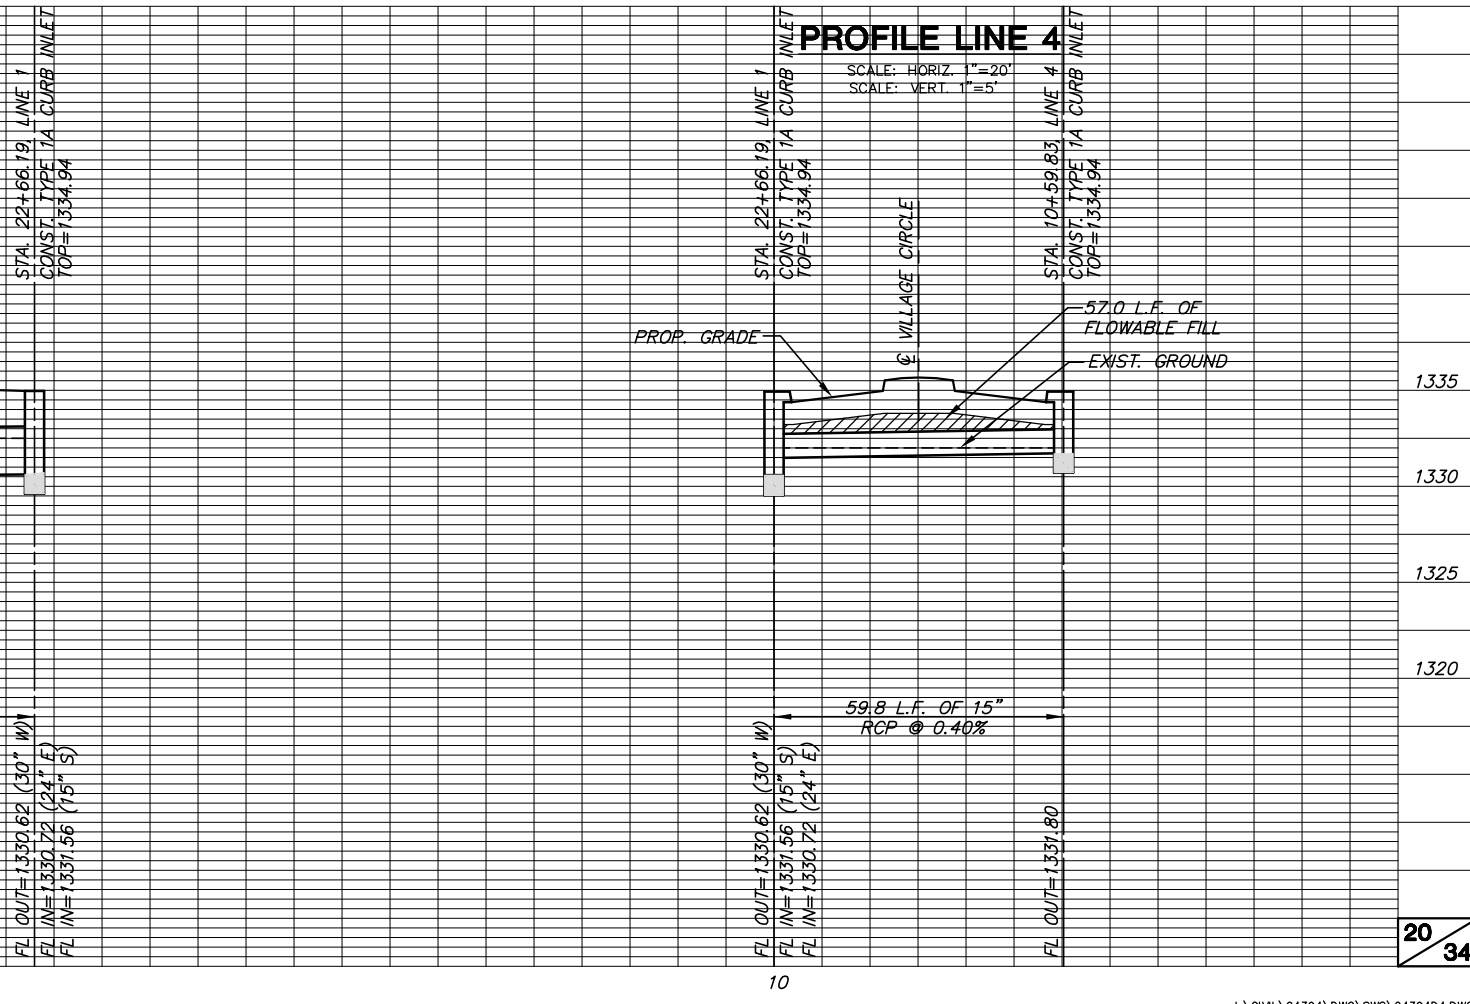 PROFILE LINE 4
SCALE: HORIZ. 1"=20'
SCALE: VERT. 1"=5'
STA. 22+66.19, LINE 1
CONST. TYPE 1A CURB INLET
TOP=1334.94
STA. 22+66.19, LINE 1
CONST. TYPE 1A CURB INLET
TOP=1334.94
℄ VILLAGE CIRCLE
STA. 10+59.83, LINE 4
CONST. TYPE 1A CURB INLET
TOP=1334.94
57.0 L.F. OF
FLOWABLE FILL
PROP. GRADE
EXIST. GROUND
1335
1330
1325
1320
59.8 L.F. OF 15"
RCP @ 0.40%
FL OUT=1330.62 (30" W)
FL IN=1330.72 (24" E)
FL IN=1331.56 (15" S)
FL OUT=1330.62 (30" W)
FL IN=1331.56 (15" S)
FL IN=1330.72 (24" E)
FL OUT=1331.80
20
34
10